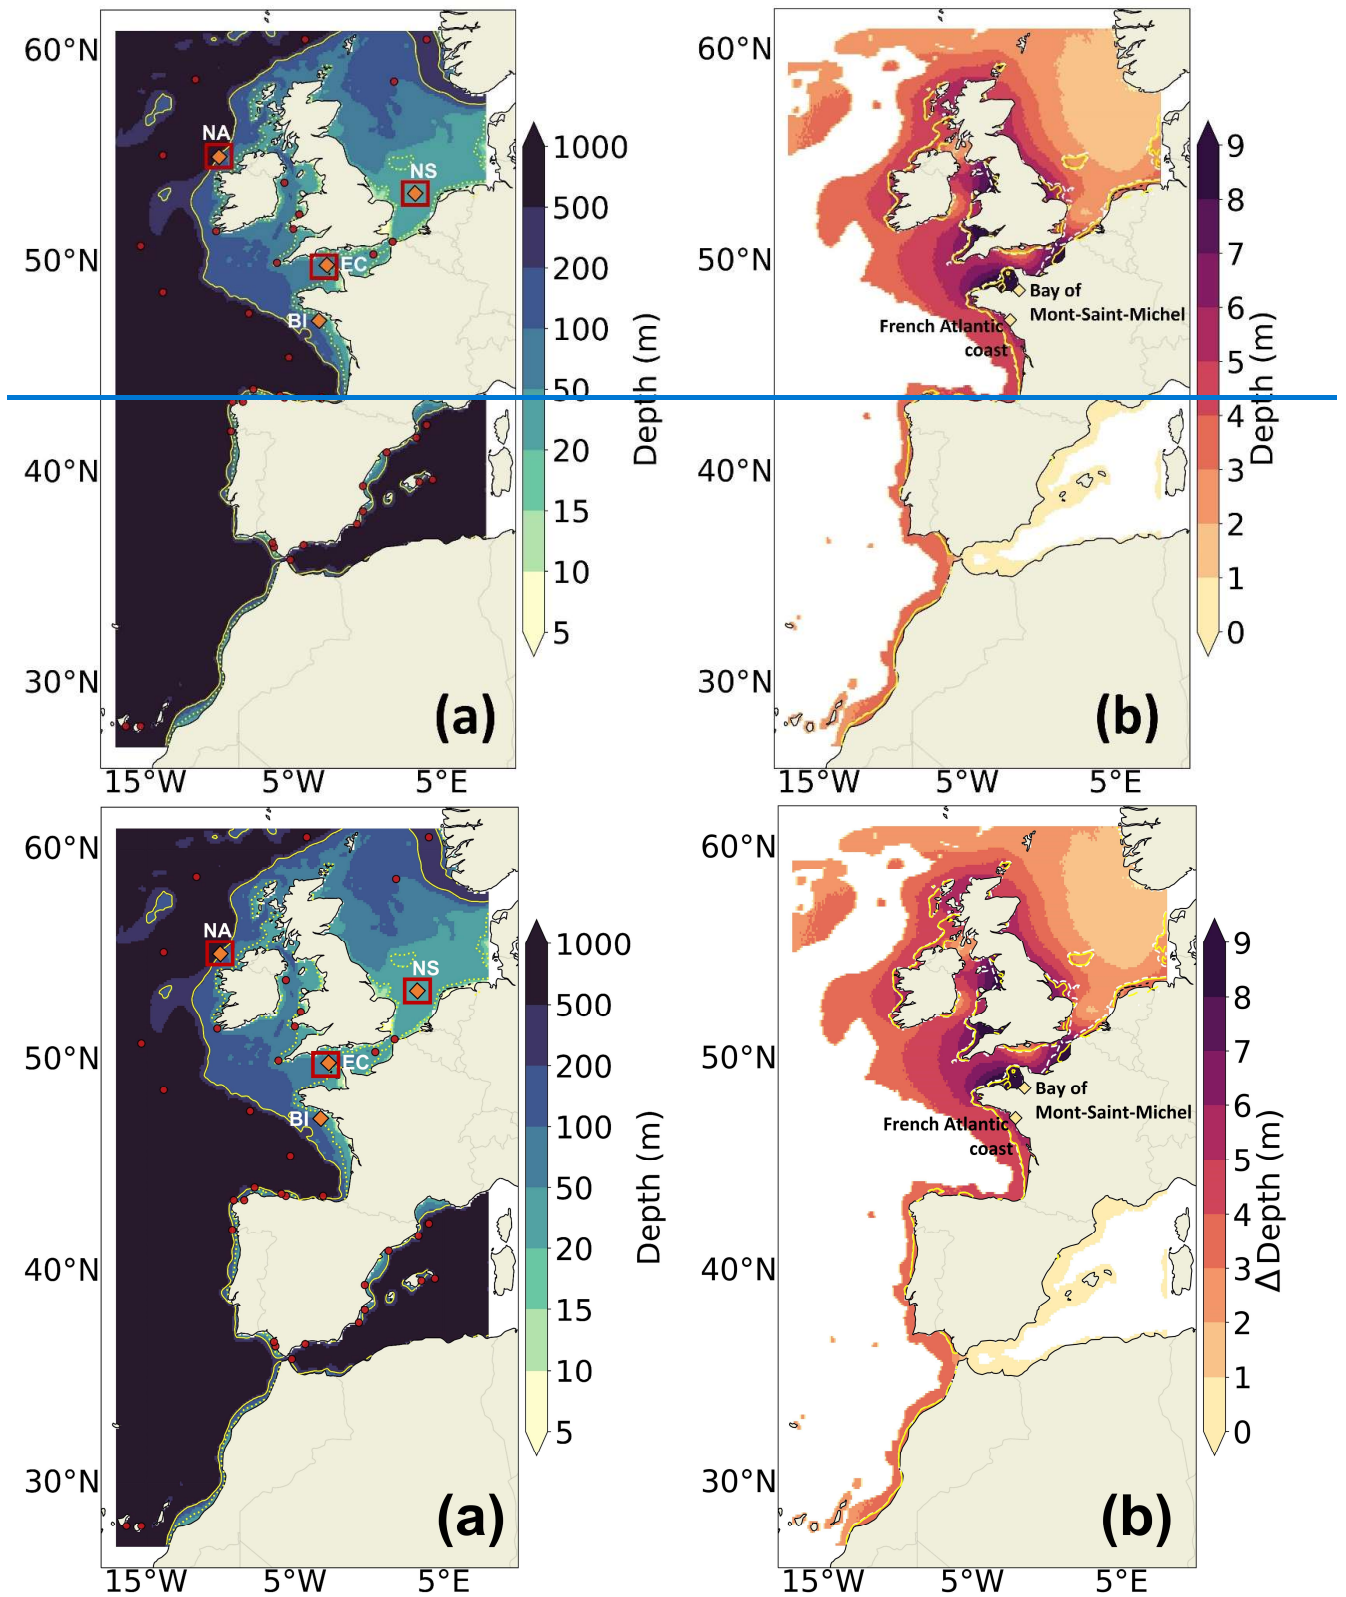 60°N
50°N
40°N
30°N
15°W
5°W
5°E
NA
NS
EC
BI
(a)
1000
500
200
100
50
20
15
10
5
Depth (m)
60°N
50°N
40°N
30°N
15°W
5°W
5°E
Bay of
Mont-Saint-Michel
French Atlantic
coast
(b)
9
8
7
6
5
4
3
2
1
0
Depth (m)
60°N
50°N
40°N
30°N
15°W
5°W
5°E
NA
NS
EC
BI
(a)
1000
500
200
100
50
20
15
10
5
Depth (m)
60°N
50°N
40°N
30°N
15°W
5°W
5°E
Bay of
Mont-Saint-Michel
French Atlantic
coast
(b)
9
8
7
6
5
4
3
2
1
0
ΔDepth (m)